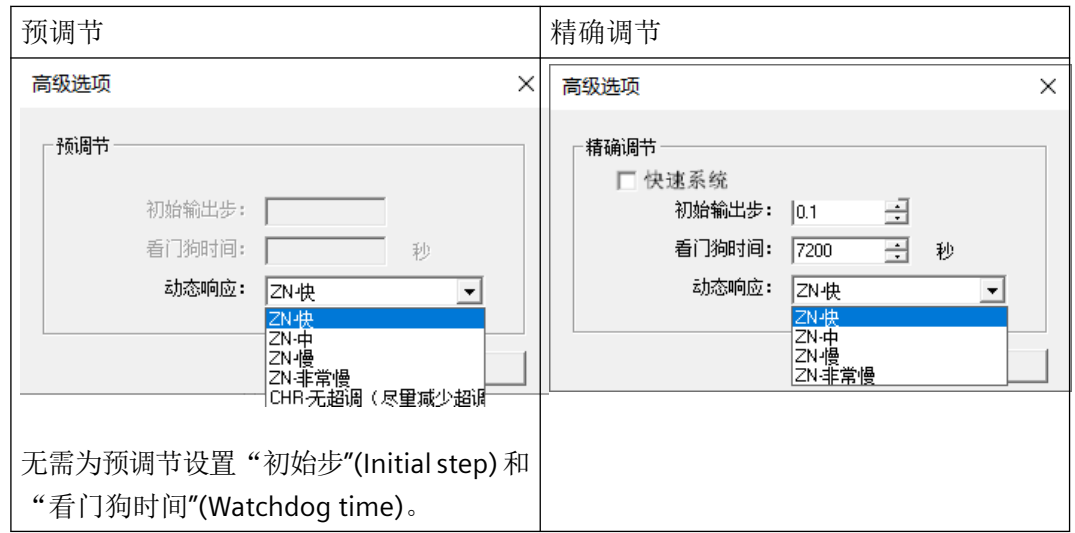 预调节
高级选项
预调节
初始输出步：
看门狗时间： 秒
动态响应： ZN-快
ZN-快
ZN-中
ZN-慢
ZN-非常慢
CHR-无超调（尽量减少超调
无需为预调节设置“初始步”(Initial step) 和
“看门狗时间”(Watchdog time)。
精确调节
高级选项
精确调节
快速系统
初始输出步： 0.1
看门狗时间： 7200 秒
动态响应： ZN-快
ZN-快
ZN-中
ZN-慢
ZN-非常慢